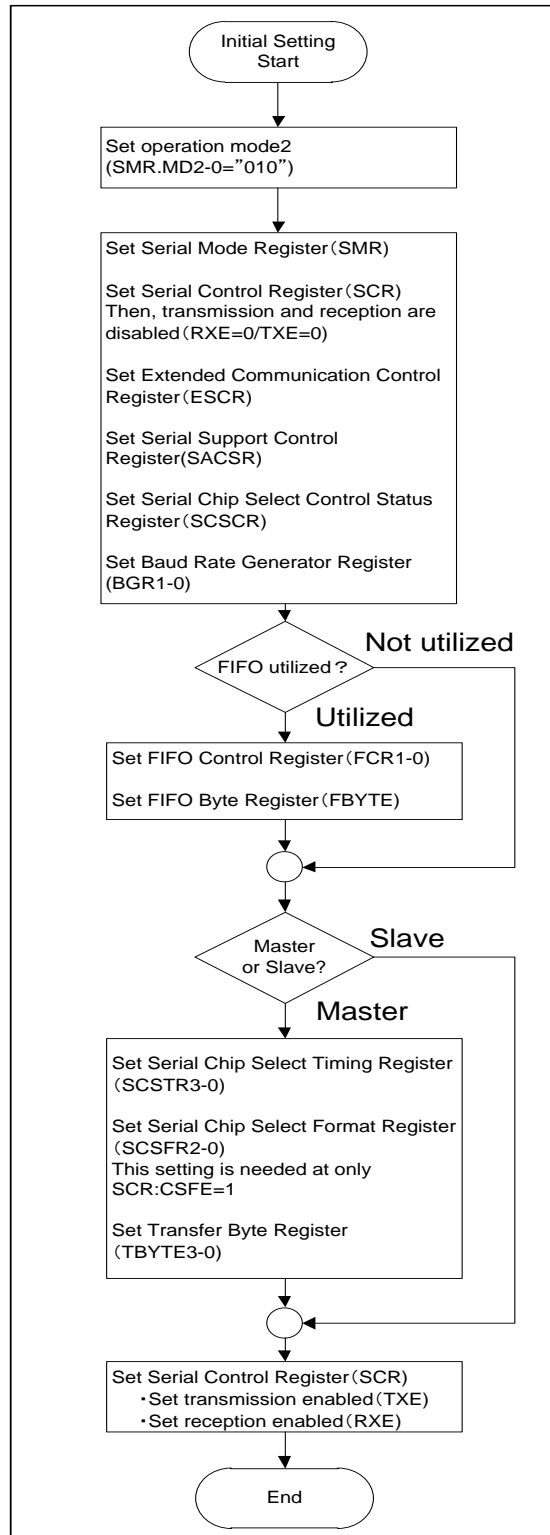 Initial Setting
Start
Set operation mode2
(SMR.MD2-0=”010”)
Set Serial Mode Register(SMR)
Set Serial Control Register(SCR)
Then, transmission and reception are
disabled(RXE=0/TXE=0)
Set Extended Communication Control
Register(ESCR)
Set Serial Support Control
Register(SACSR)
Set Serial Chip Select Control Status
Register(SCSCR)
Set Baud Rate Generator Register
(BGR1-0)
FIFO utilized?
Not utilized
Utilized
Set FIFO Control Register(FCR1-0)
Set FIFO Byte Register(FBYTE)
Master
or Slave?
Slave
Master
Set Serial Chip Select Timing Register
(SCSTR3-0)
Set Serial Chip Select Format Register
(SCSFR2-0)
This setting is needed at only
SCR:CSFE=1
Set Transfer Byte Register
(TBYTE3-0)
Set Serial Control Register(SCR)
・Set transmission enabled(TXE)
・Set reception enabled(RXE)
End